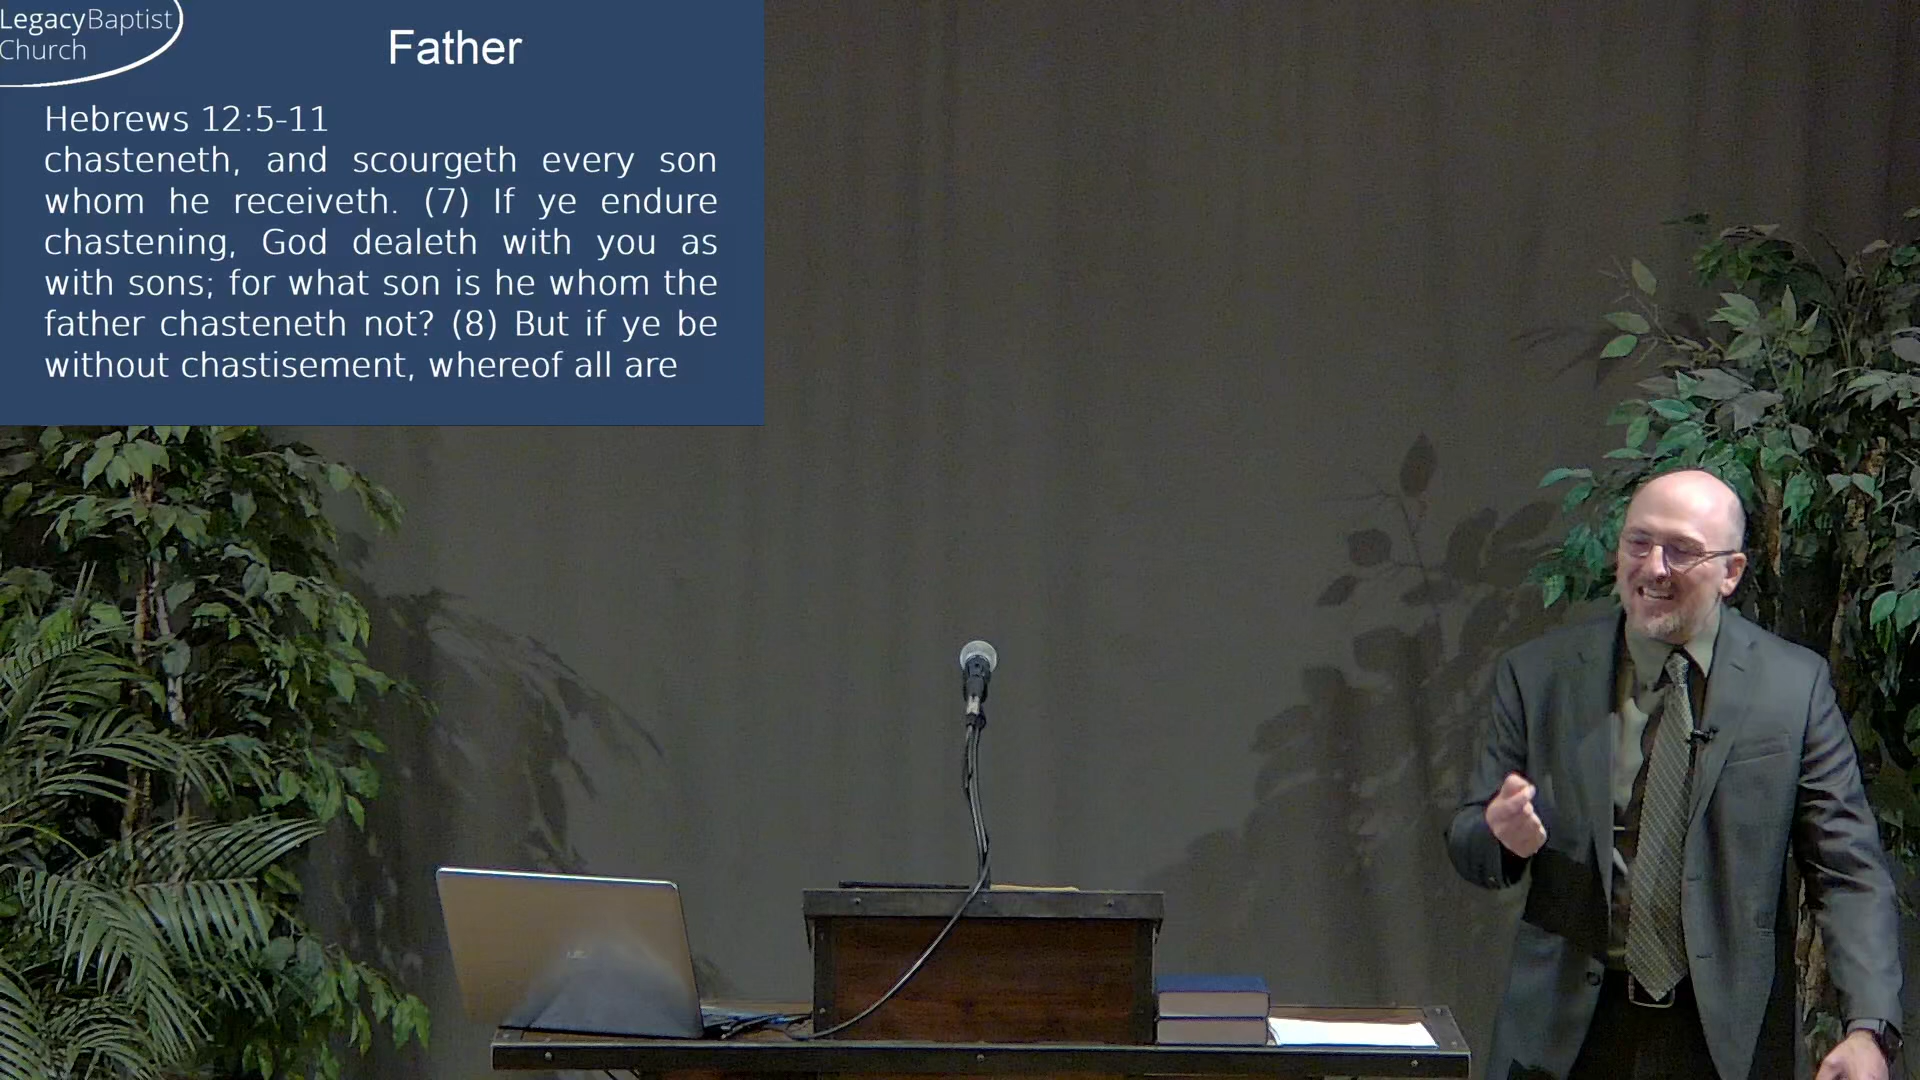 LegacyBaptist
Church
Father
Hebrews 12:5-11
chasteneth, and scourgeth every son
whom he receiveth. (7) If ye endure
chastening, God dealeth with you as
with sons; for what son is he whom the
father chasteneth not? (8) But if ye be
without chastisement, whereof all are